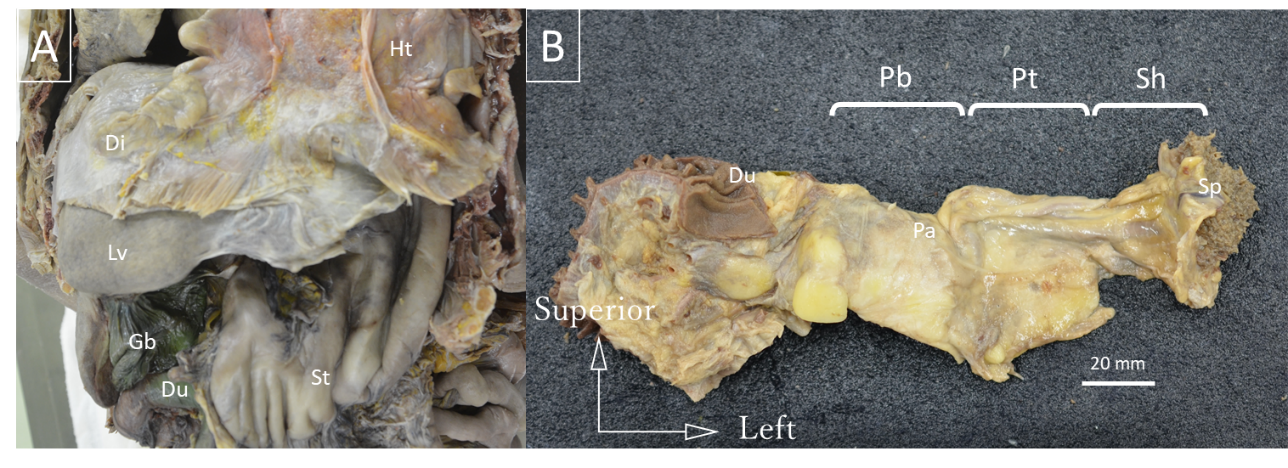 A
Ht
Di
Lv
Gb
Du
St
B
Pb Pt Sh
Du
Sp
Pa
Superior
20 mm
Left